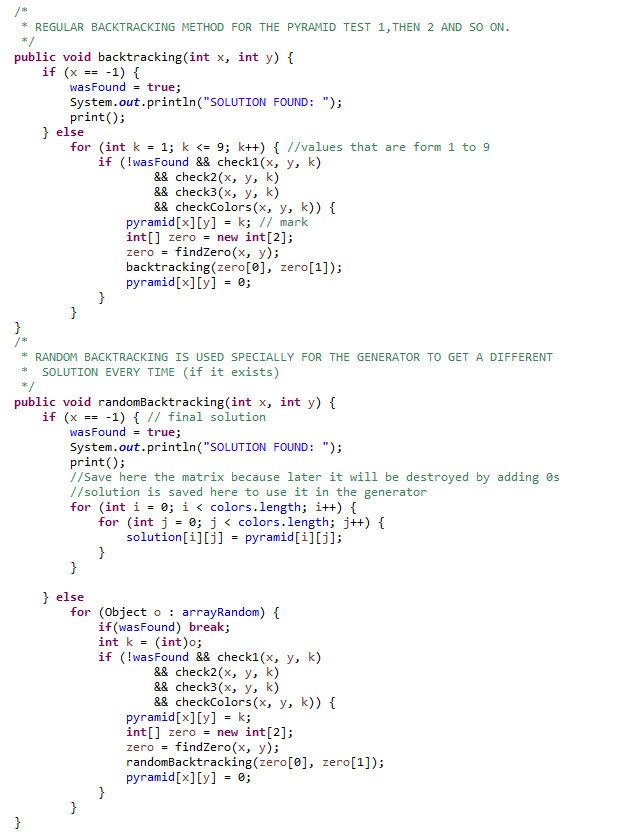 /*
 * REGULAR BACKTRACKING METHOD FOR THE PYRAMID TEST 1,THEN 2 AND SO ON.
 */
public void backtracking(int x, int y) {
    if (x == -1) {
        wasFound = true;
        System.out.println("SOLUTION FOUND: ");
        print();
    } else
        for (int k = 1; k <= 9; k++) { //values that are form 1 to 9
            if (!wasFound && check1(x, y, k)
                    && check2(x, y, k)
                    && check3(x, y, k)
                    && checkColors(x, y, k)) {
                pyramid[x][y] = k; // mark
                int[] zero = new int[2];
                zero = findZero(x, y);
                backtracking(zero[0], zero[1]);
                pyramid[x][y] = 0;
            }
        }
}
/*
 * RANDOM BACKTRACKING IS USED SPECIALLY FOR THE GENERATOR TO GET A DIFFERENT
 *  SOLUTION EVERY TIME (if it exists)
 */
public void randomBacktracking(int x, int y) {
    if (x == -1) { // final solution
        wasFound = true;
        System.out.println("SOLUTION FOUND: ");
        print();
        //Save here the matrix because later it will be destroyed by adding 0s
        //solution is saved here to use it in the generator
        for (int i = 0; i < colors.length; i++) {
            for (int j = 0; j < colors.length; j++) {
                solution[i][j] = pyramid[i][j];
            }
        }

    } else
        for (Object o : arrayRandom) {
            if(wasFound) break;
            int k = (int)o;
            if (!wasFound && check1(x, y, k)
                    && check2(x, y, k)
                    && check3(x, y, k)
                    && checkColors(x, y, k)) {
                pyramid[x][y] = k;
                int[] zero = new int[2];
                zero = findZero(x, y);
                randomBacktracking(zero[0], zero[1]);
                pyramid[x][y] = 0;
            }
        }
}